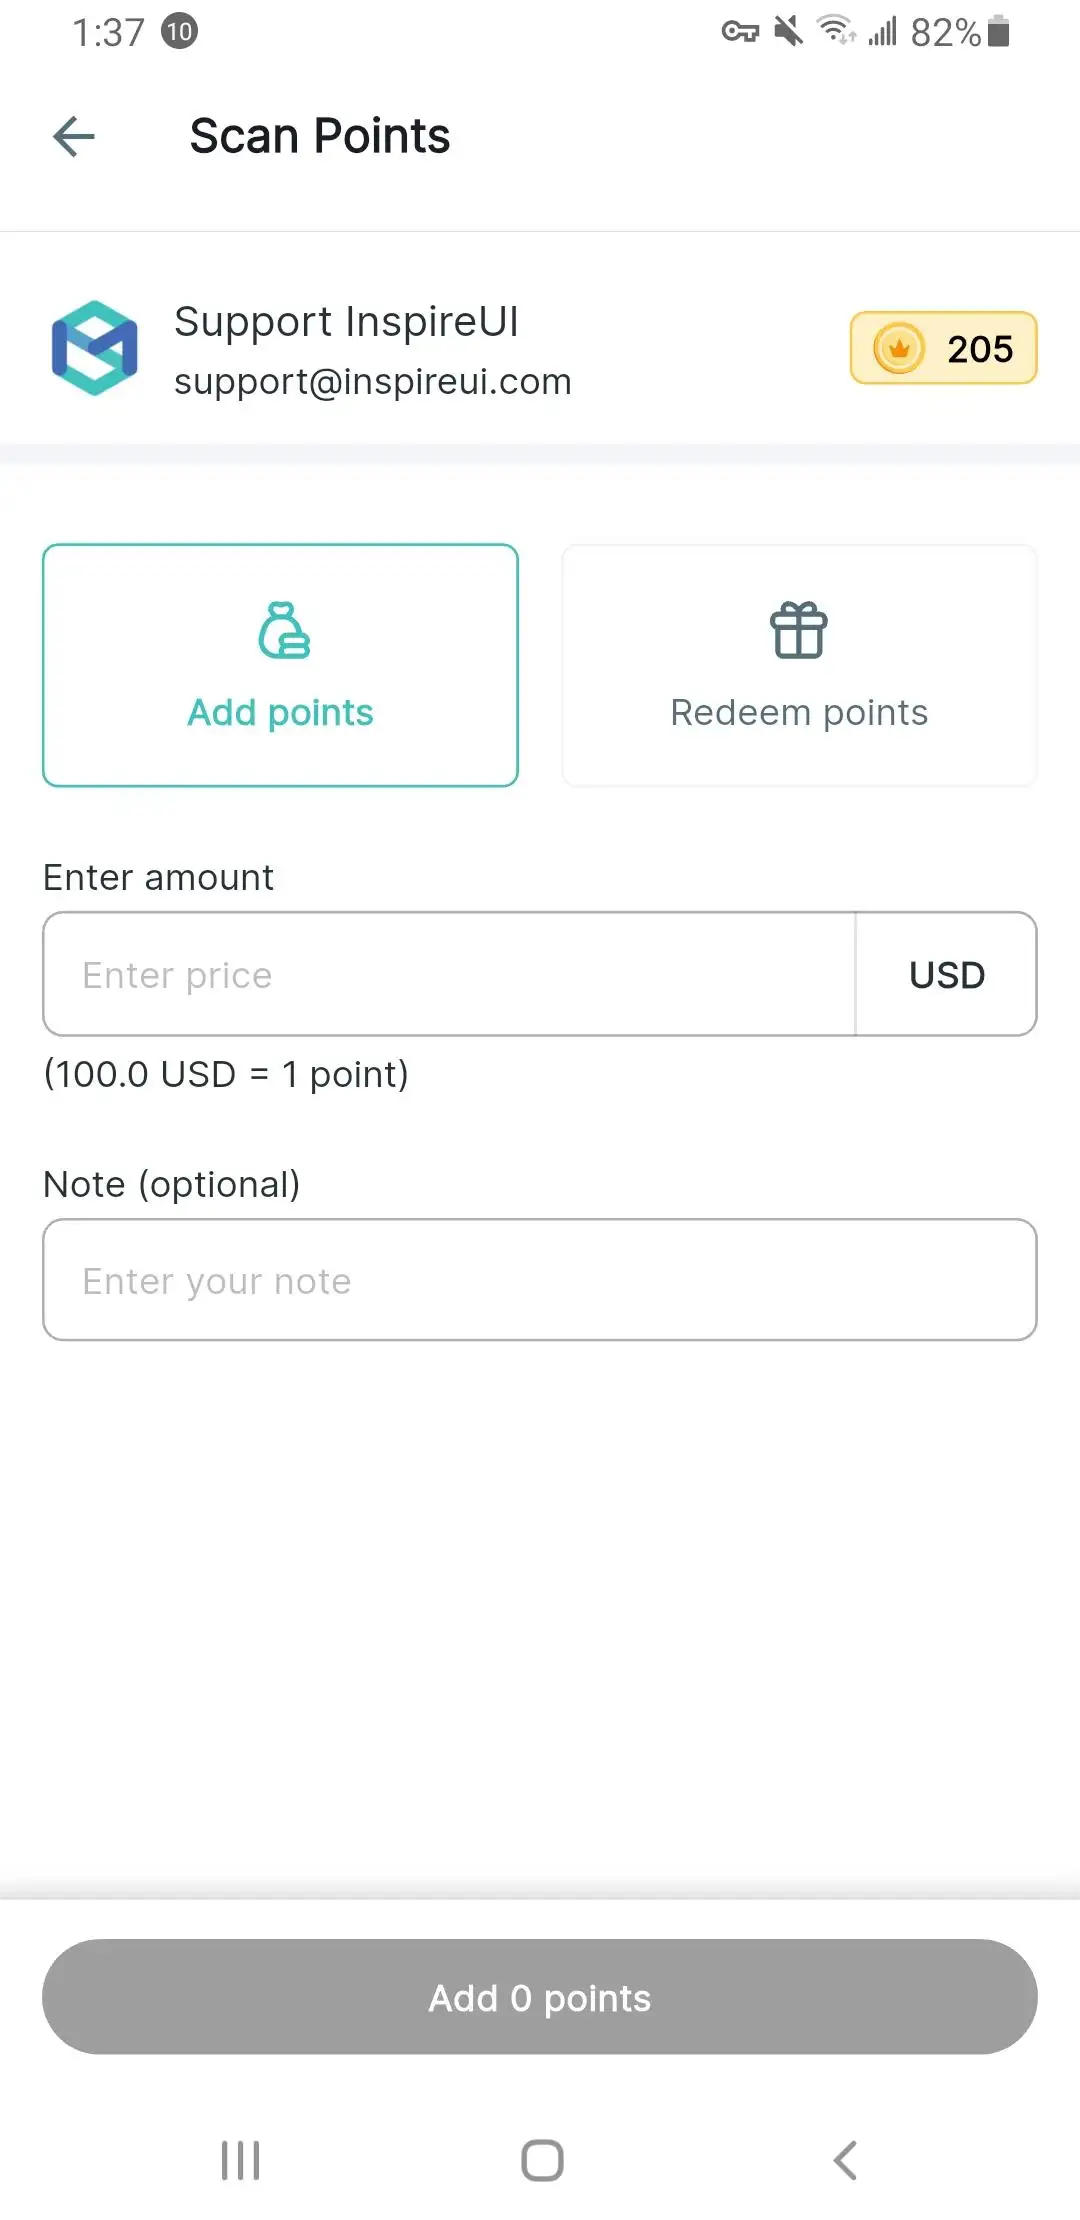 1:37 10 82%
Scan Points
Support InspireUI
support@inspireui.com
205
Add points
Redeem points
Enter amount
Enter price
USD
(100.0 USD = 1 point)
Note (optional)
Enter your note
Add 0 points